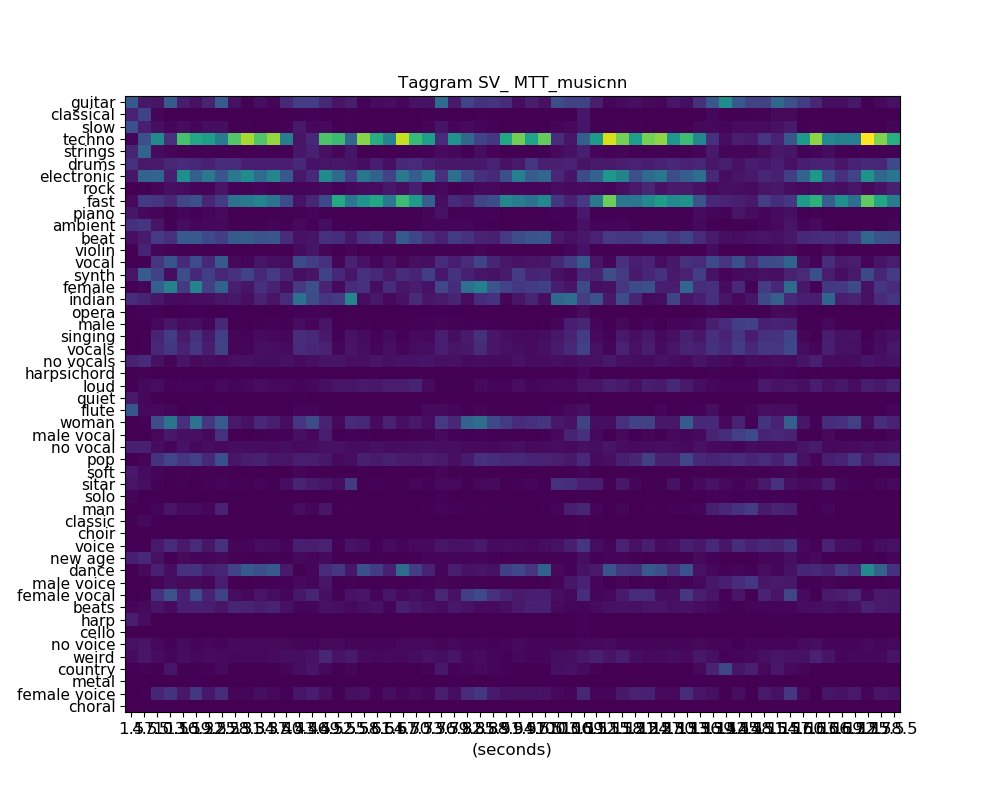 Taggram SV_ MTT_musicnn
guitar
classical
slow
techno
strings
drums
electronic
rock
fast
piano
ambient
beat
violin
vocal
synth
female
indian
opera
male
singing
vocals
no vocals
harpsichord
loud
quiet
flute
woman
male vocal
no vocal
pop
soft
sitar
solo
man
classic
choir
voice
new age
dance
male voice
female vocal
beats
harp
cello
no voice
weird
country
metal
female voice
choral
(seconds)